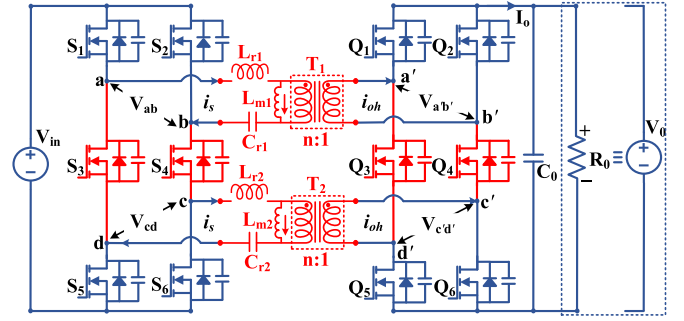 S1 S2 Lr1 T1 Q1 Q2 Io
a a′
Vab is Lm1 ioh Va′b′
b b′
Cr1 n:1
Vin + − S3 S4 Q3 Q4 C0 + − R0 + − V0
Lr2 T2
c c′
Vcd is Lm2 ioh Vc′d′
d d′
Cr2 n:1
S5 S6 Q5 Q6